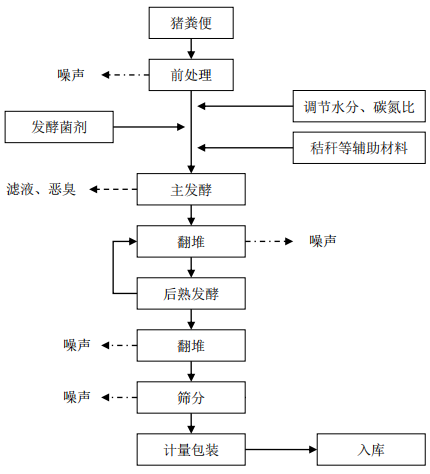 猪粪便
噪声
前处理
调节水分、碳氮比
发酵菌剂
秸秆等辅助材料
滤液、恶臭
主发酵
翻堆
噪声
后熟发酵
噪声
翻堆
噪声
筛分
计量包装
入库